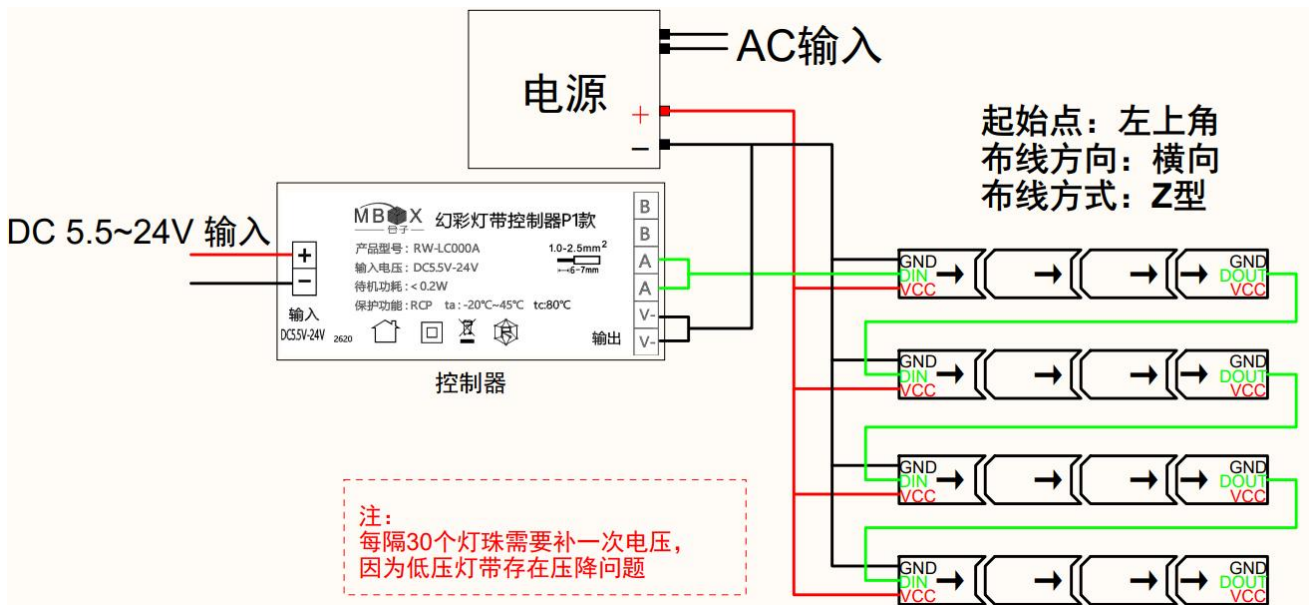 AC输入
电源
+
−
起始点：左上角
布线方向：横向
布线方式：Z型
DC 5.5~24V 输入
+
−
输入
DC5.5V-24V
2620
MBOX
合子
幻彩灯带控制器P1款
产品型号：RW-LC000A
输入电压：DC5.5V-24V
待机功耗：< 0.2W
保护功能：RCP ta：-20℃~45℃ tc:80℃
1.0-2.5mm²
6-7mm
输出
B
B
A
A
V-
V-
控制器
GND
DIN
VCC
GND
DOUT
VCC
GND
DIN
VCC
GND
DOUT
VCC
GND
DIN
VCC
GND
DOUT
VCC
GND
DIN
VCC
GND
DOUT
VCC
注：
每隔30个灯珠需要补一次电压，
因为低压灯带存在压降问题